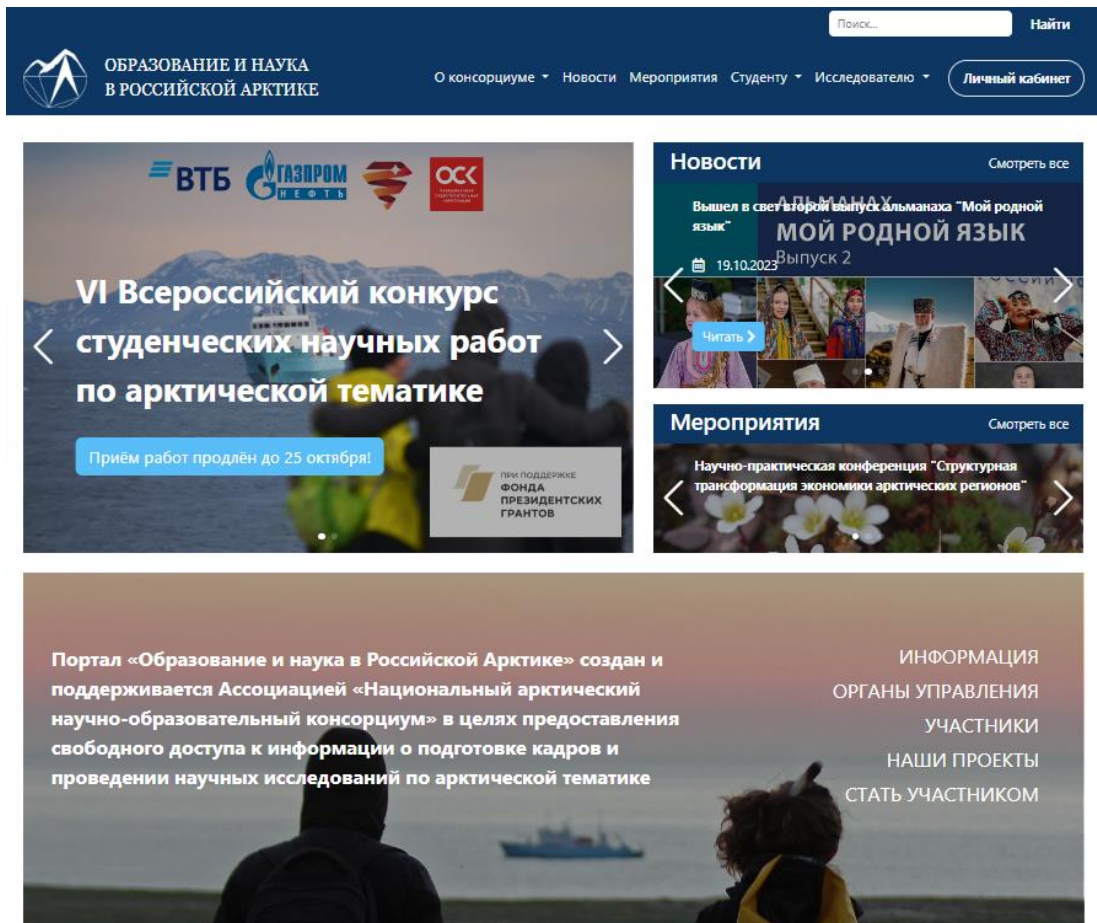 Поиск...
Найти
ОБРАЗОВАНИЕ И НАУКА
В РОССИЙСКОЙ АРКТИКЕ
О консорциуме
Новости
Мероприятия
Студенту
Исследователю
Личный кабинет
ВТБ
ГАЗПРОМ
НЕФТЬ
ОСК
VI Всероссийский конкурс
студенческих научных работ
по арктической тематике
Приём работ продлён до 25 октября!
ПРИ ПОДДЕРЖКЕ
ФОНДА
ПРЕЗИДЕНТСКИХ
ГРАНТОВ
Новости
Смотреть все
Вышел в свет второй выпуск альманаха "Мой родной
язык"
АЛЬМАНАХ
МОЙ РОДНОЙ ЯЗЫК
Выпуск 2
19.10.2023
Читать
Мероприятия
Смотреть все
Научно-практическая конференция "Структурная
трансформация экономики арктических регионов"
Портал «Образование и наука в Российской Арктике» создан и
поддерживается Ассоциацией «Национальный арктический
научно-образовательный консорциум» в целях предоставления
свободного доступа к информации о подготовке кадров и
проведении научных исследований по арктической тематике
ИНФОРМАЦИЯ
ОРГАНЫ УПРАВЛЕНИЯ
УЧАСТНИКИ
НАШИ ПРОЕКТЫ
СТАТЬ УЧАСТНИКОМ